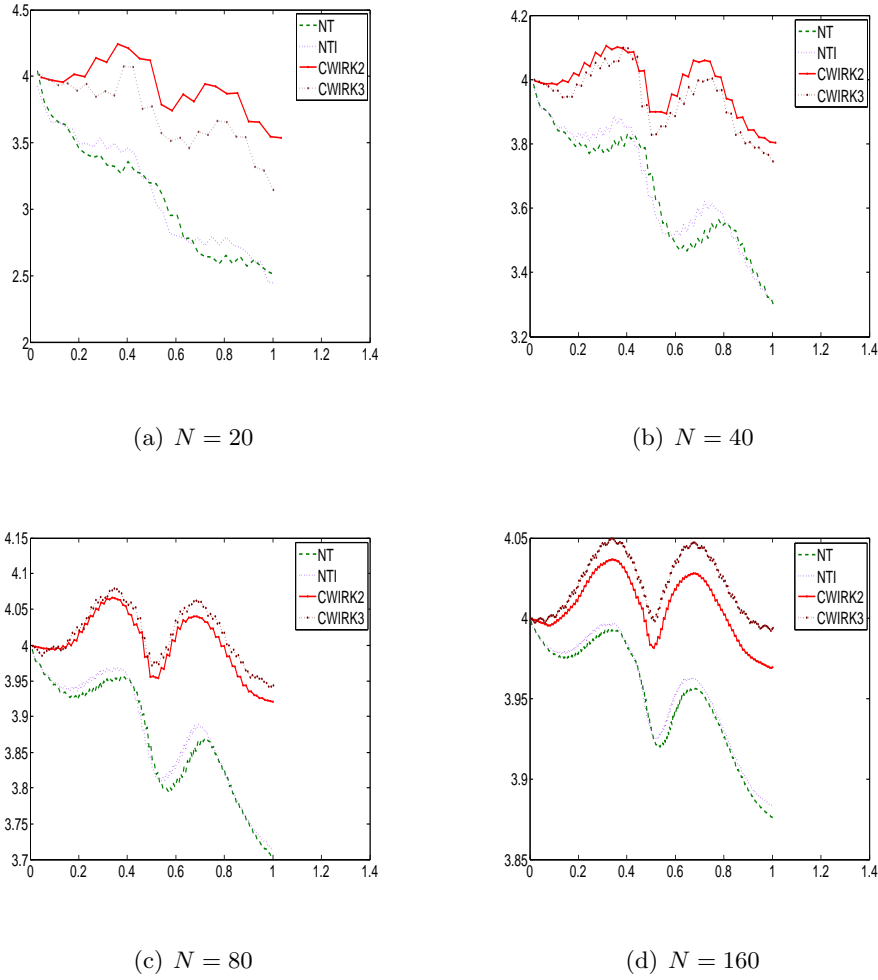 4.5
4
3.5
3
2.5
2
0 0.2 0.4 0.6 0.8 1 1.2 1.4
NT
NTI
CWIRK2
CWIRK3
(a) N = 20
4.2
4
3.8
3.6
3.4
3.2
0 0.2 0.4 0.6 0.8 1 1.2 1.4
NT
NTI
CWIRK2
CWIRK3
(b) N = 40
4.15
4.1
4.05
4
3.95
3.9
3.85
3.8
3.75
3.7
0 0.2 0.4 0.6 0.8 1 1.2 1.4
NT
NTI
CWIRK2
CWIRK3
(c) N = 80
4.05
4
3.95
3.9
3.85
0 0.2 0.4 0.6 0.8 1 1.2 1.4
NT
NTI
CWIRK2
CWIRK3
(d) N = 160